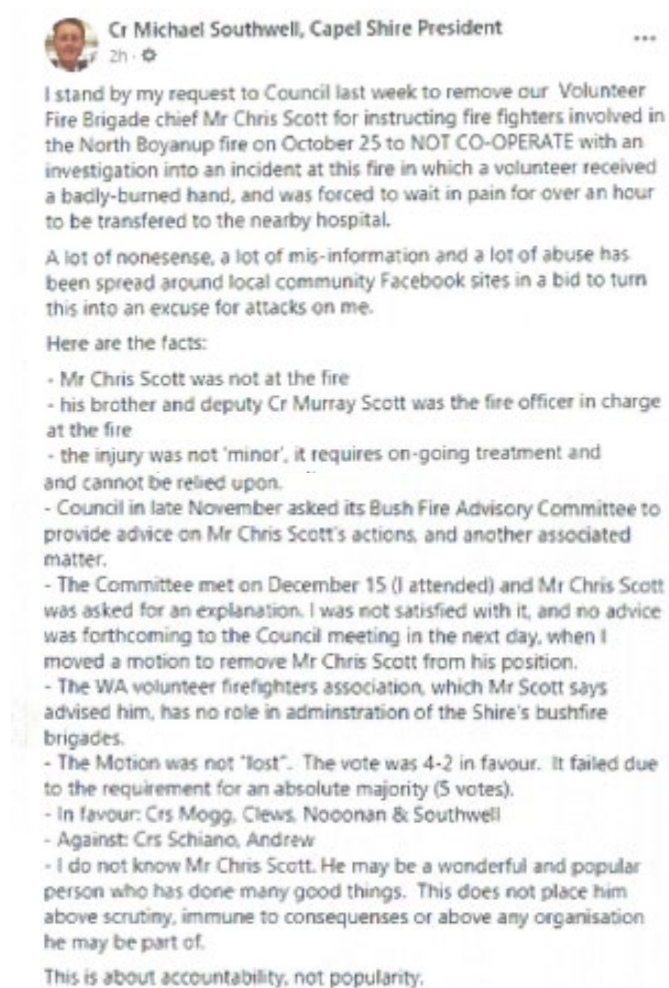 Cr Michael Southwell, Capel Shire President
2h ·
I stand by my request to Council last week to remove our Volunteer
Fire Brigade chief Mr Chris Scott for instructing fire fighters involved in
the North Boyanup fire on October 25 to NOT CO-OPERATE with an
investigation into an incident at this fire in which a volunteer received
a badly-burned hand, and was forced to wait in pain for over an hour
to be transfered to the nearby hospital.
A lot of nonesense, a lot of mis-information and a lot of abuse has
been spread around local community Facebook sites in a bid to turn
this into an excuse for attacks on me.
Here are the facts:
- Mr Chris Scott was not at the fire
- his brother and deputy Cr Murray Scott was the fire officer in charge
at the fire
- the injury was not 'minor', it requires on-going treatment and
and cannot be relied upon.
- Council in late November asked its Bush Fire Advisory Committee to
provide advice on Mr Chris Scott's actions, and another associated
matter.
- The Committee met on December 15 (I attended) and Mr Chris Scott
was asked for an explanation. I was not satisfied with it, and no advice
was forthcoming to the Council meeting in the next day, when I
moved a motion to remove Mr Chris Scott from his position.
- The WA volunteer firefighters association, which Mr Scott says
advised him, has no role in adminstration of the Shire's bushfire
brigades.
- The Motion was not "lost". The vote was 4-2 in favour. It failed due
to the requirement for an absolute majority (5 votes).
- In favour: Crs Mogg, Clews, Nooonan & Southwell
- Against: Crs Schiano, Andrew
- I do not know Mr Chris Scott. He may be a wonderful and popular
person who has done many good things. This does not place him
above scrutiny, immune to consequenses or above any organisation
he may be part of.
This is about accountability, not popularity.